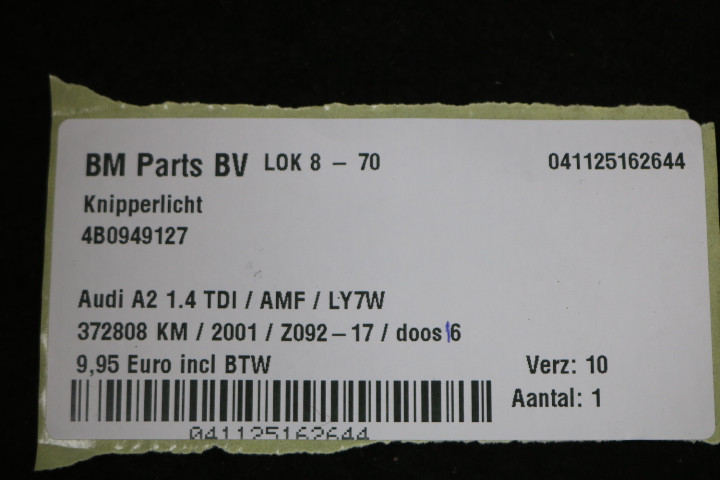 BM Parts BV LOK 8 – 70 041125162644
Knipperlicht
4B0949127
Audi A2 1.4 TDI / AMF / LY7W
372808 KM / 2001 / Z092–17 / doos 16
9,95 Euro incl BTW Verz: 10
Aantal: 1
041125162644